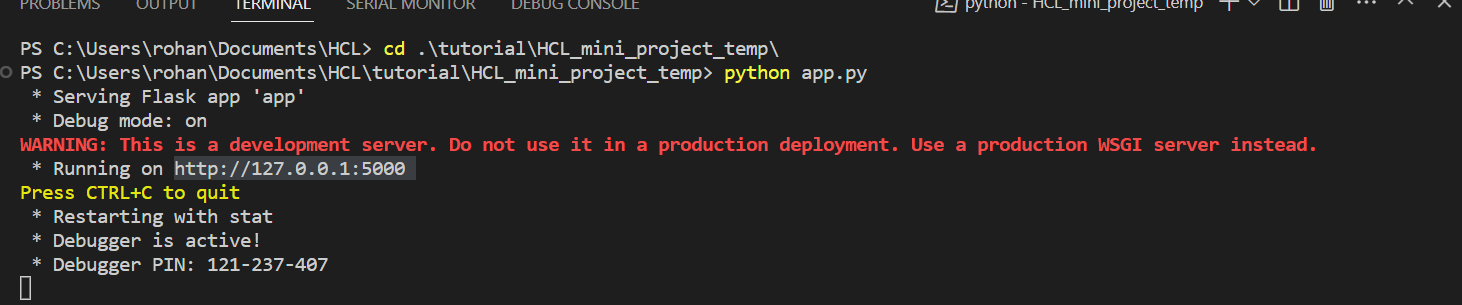 PROBLEMS OUTPUT TERMINAL SERIAL MONITOR DEBUG CONSOLE python - HCL_mini_project_temp
PS C:\Users\rohan\Documents\HCL> cd .\tutorial\HCL_mini_project_temp\
PS C:\Users\rohan\Documents\HCL\tutorial\HCL_mini_project_temp> python app.py
* Serving Flask app 'app'
* Debug mode: on
WARNING: This is a development server. Do not use it in a production deployment. Use a production WSGI server instead.
* Running on http://127.0.0.1:5000
Press CTRL+C to quit
* Restarting with stat
* Debugger is active!
* Debugger PIN: 121-237-407